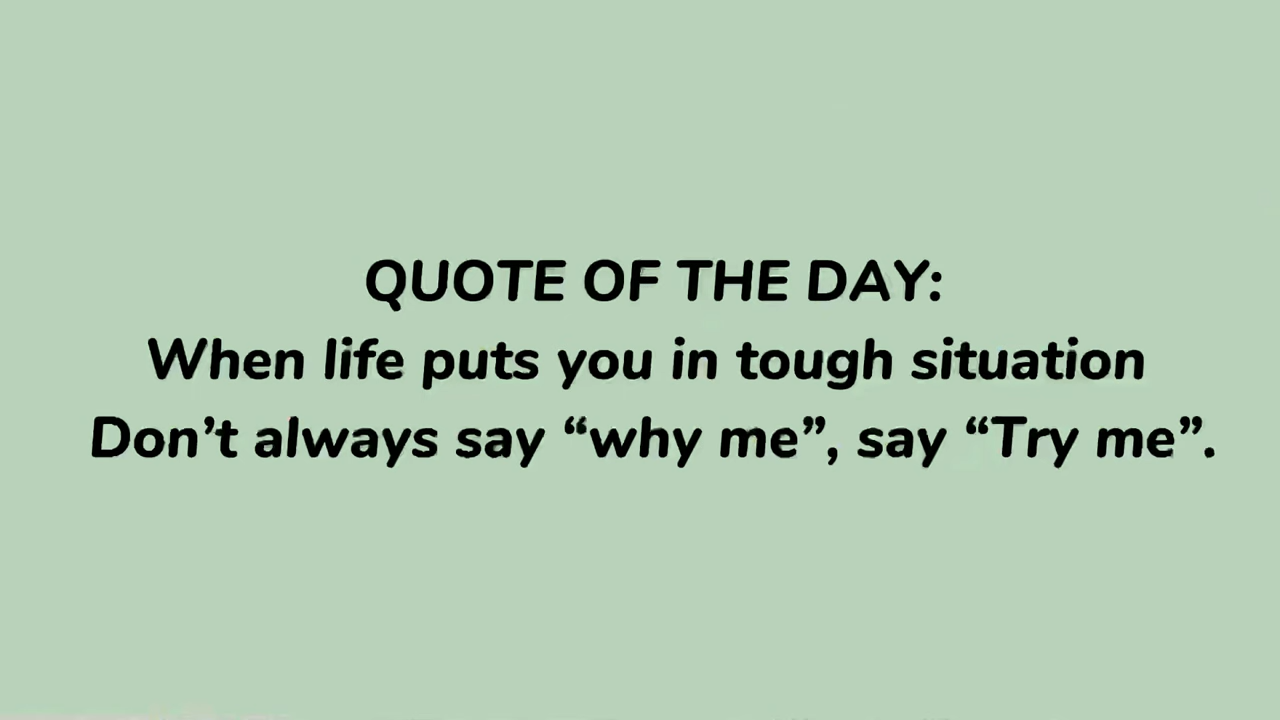 QUOTE OF THE DAY:
When life puts you in tough situation
Don’t always say “why me”, say “Try me”.